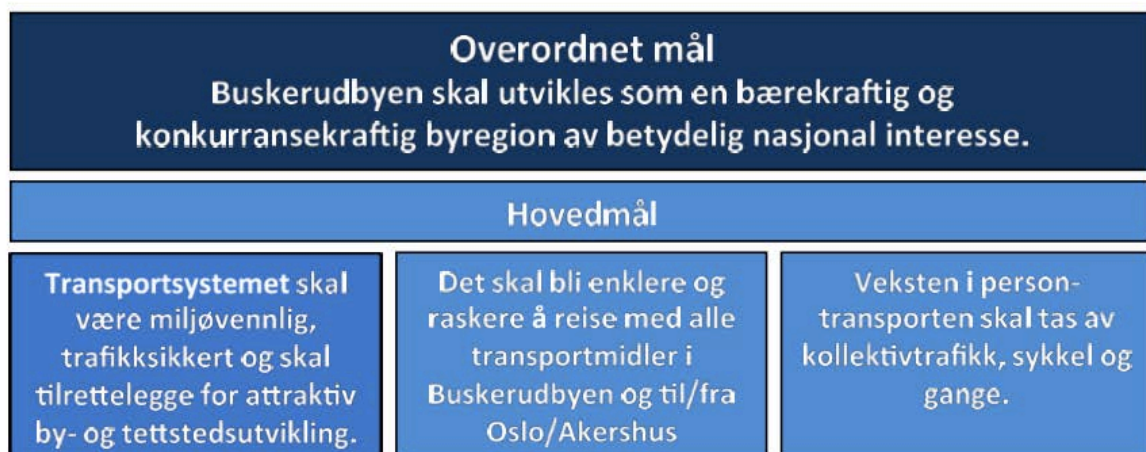 Overordnet mål
Buskerudbyen skal utvikles som en bærekraftig og
konkurransekraftig byregion av betydelig nasjonal interesse.
Hovedmål
Transportsystemet skal
være miljøvennlig,
trafikksikkert og skal
tilrettelegge for attraktiv
by- og tettstedsutvikling.
Det skal bli enklere og
raskere å reise med alle
transportmidler i
Buskerudbyen og til/fra
Oslo/Akershus
Veksten i person-
transporten skal tas av
kollektivtrafikk, sykkel og
gange.